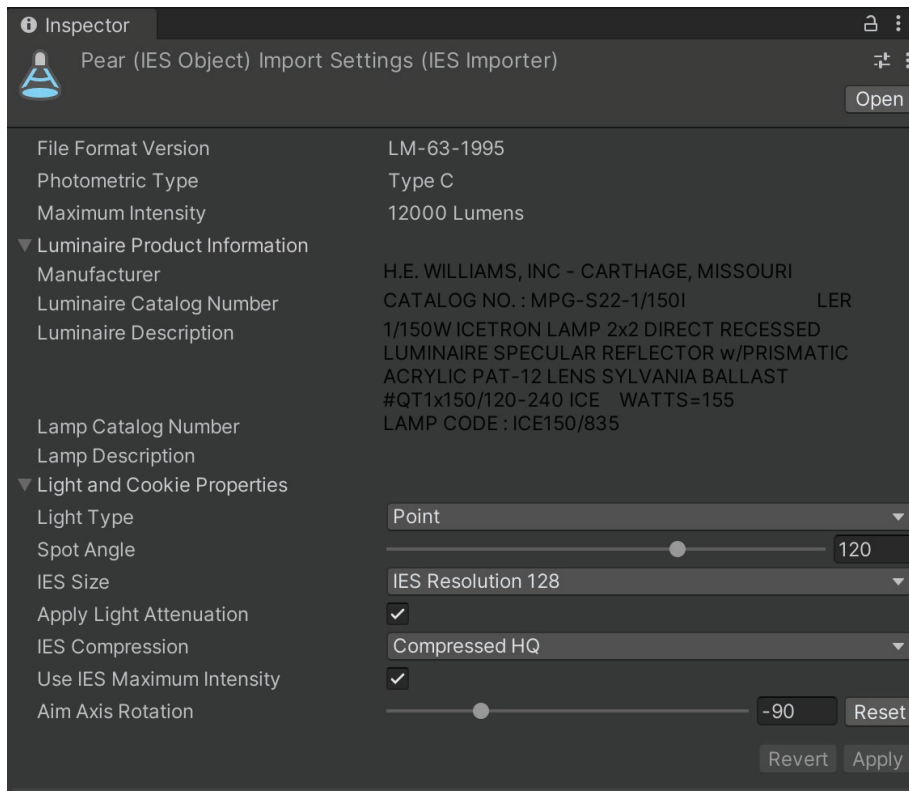 Inspector
Pear (IES Object) Import Settings (IES Importer)
Open
File Format Version LM-63-1995
Photometric Type Type C
Maximum Intensity 12000 Lumens
Luminaire Product Information
Manufacturer H.E. WILLIAMS, INC - CARTHAGE, MISSOURI
Luminaire Catalog Number CATALOG NO. : MPG-S22-1/150I LER
Luminaire Description 1/150W ICETRON LAMP 2x2 DIRECT RECESSED
LUMINAIRE SPECULAR REFLECTOR w/PRISMATIC
ACRYLIC PAT-12 LENS SYLVANIA BALLAST
#QT1x150/120-240 ICE WATTS=155
Lamp Catalog Number LAMP CODE : ICE150/835
Lamp Description
Light and Cookie Properties
Light Type Point
Spot Angle 120
IES Size IES Resolution 128
Apply Light Attenuation
IES Compression Compressed HQ
Use IES Maximum Intensity
Aim Axis Rotation -90 Reset
Revert Apply